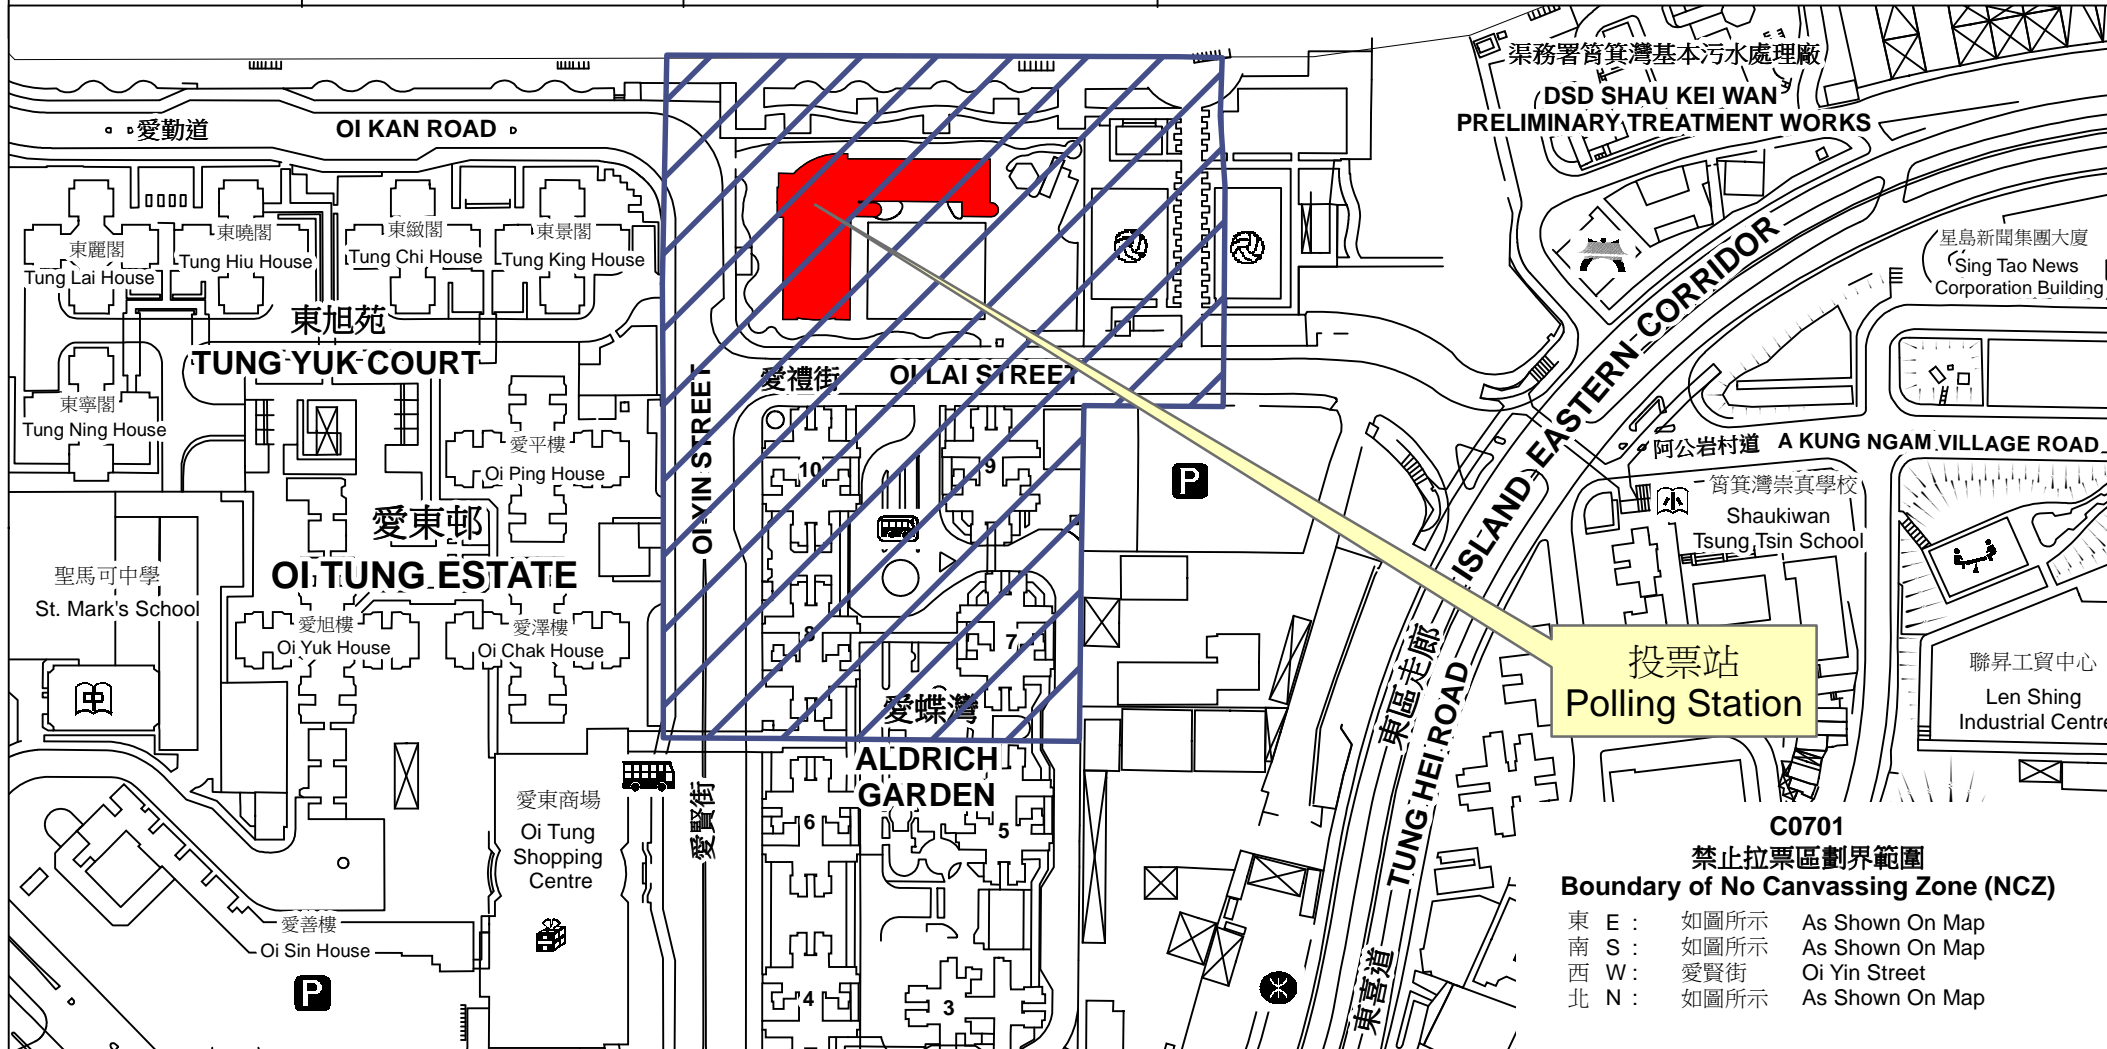 渠務署筲箕灣基本污水處理廠
DSD SHAU KEI WAN
PRELIMINARY TREATMENT WORKS
愛勤道
OI KAN ROAD
東麗閣
Tung Lai House
東曉閣
Tung Hiu House
東緻閣
Tung Chi House
東景閣
Tung King House
星島新聞集團大廈
Sing Tao News
Corporation Building
東旭苑
TUNG YUK COURT
東寧閣
Tung Ning House
愛禮街
OI LAI STREET
OI YIN STREET
愛賢街
ISLAND EASTERN CORRIDOR
東區走廊
阿公岩村道
A KUNG NGAM VILLAGE ROAD
愛平樓
Oi Ping House
10
9
P
筲箕灣崇真學校
Shaukiwan
Tsung Tsin School
小
愛東邨
OI TUNG ESTATE
聖馬可中學
St. Mark's School
中
愛旭樓
Oi Yuk House
愛澤樓
Oi Chak House
8
7
投票站
Polling Station
聯昇工貿中心
Len Shing
Industrial Centre
愛蝶灣
ALDRICH
GARDEN
TUNG HEI ROAD
東喜道
愛東商場
Oi Tung
Shopping
Centre
6
5
愛善樓
Oi Sin House
P
4
3
C0701
禁止拉票區劃界範圍
Boundary of No Canvassing Zone (NCZ)
東 E : 如圖所示 As Shown On Map
南 S : 如圖所示 As Shown On Map
西 W : 愛賢街 Oi Yin Street
北 N : 如圖所示 As Shown On Map